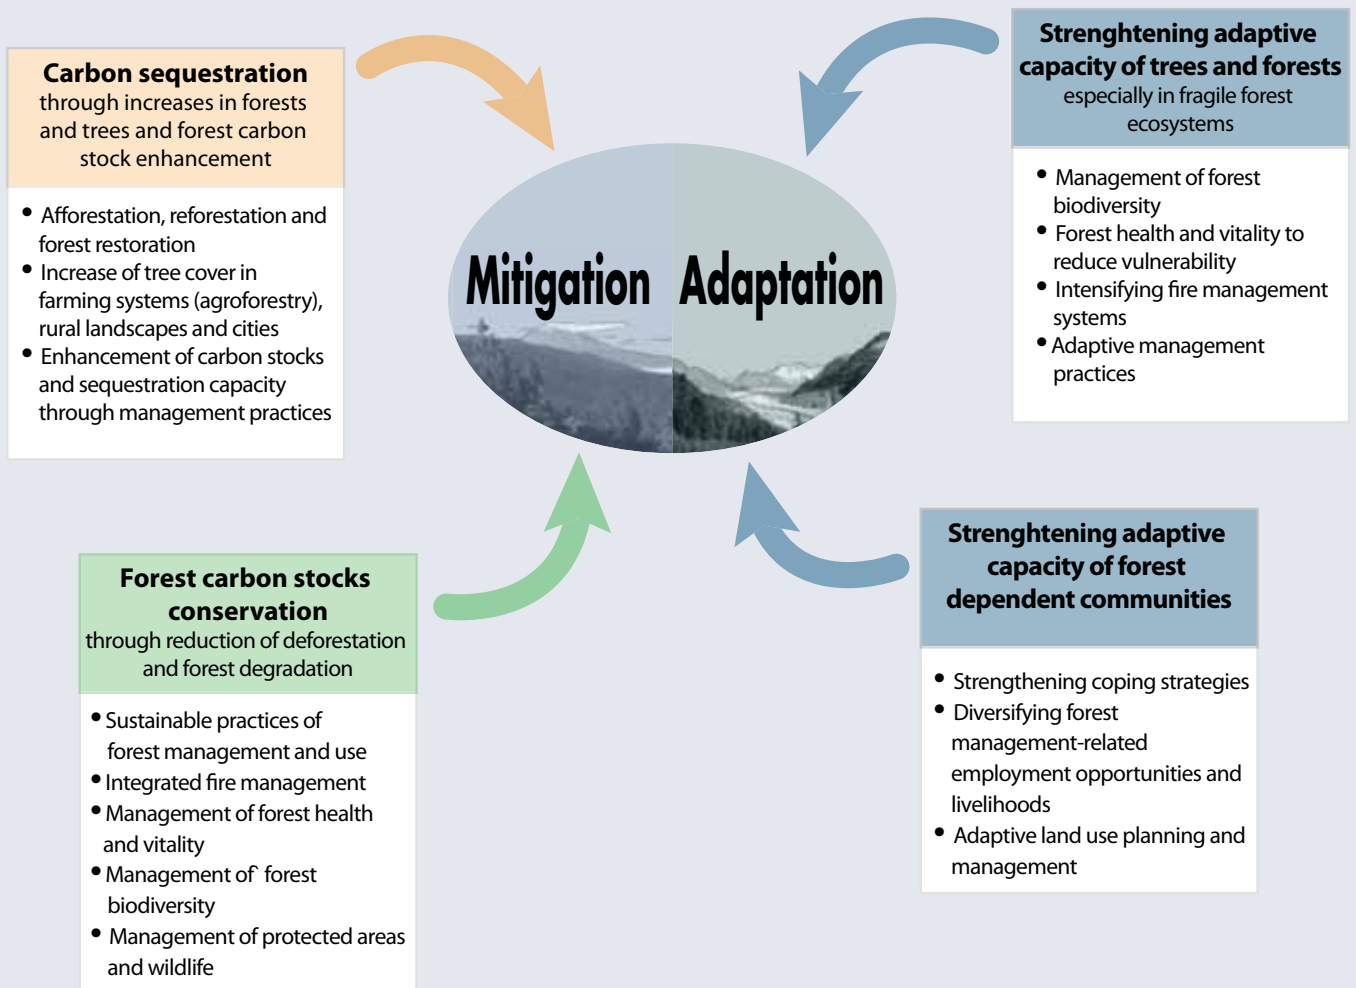 Carbon sequestration
through increases in forests
and trees and forest carbon
stock enhancement
• Afforestation, reforestation and
forest restoration
• Increase of tree cover in
farming systems (agroforestry),
rural landscapes and cities
• Enhancement of carbon stocks
and sequestration capacity
through management practices
Mitigation
Adaptation
Strenghtening adaptive
capacity of trees and forests
especially in fragile forest
ecosystems
• Management of forest
biodiversity
• Forest health and vitality to
reduce vulnerability
• Intensifying fire management
systems
• Adaptive management
practices
Forest carbon stocks
conservation
through reduction of deforestation
and forest degradation
• Sustainable practices of
forest management and use
• Integrated fire management
• Management of forest health
and vitality
• Management of` forest
biodiversity
• Management of protected areas
and wildlife
Strenghtening adaptive
capacity of forest
dependent communities
• Strengthening coping strategies
• Diversifying forest
management-related
employment opportunities and
livelihoods
• Adaptive land use planning and
management